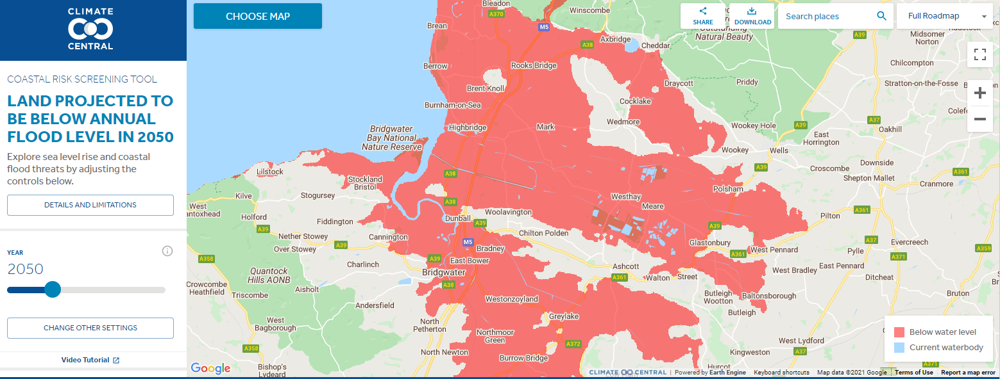 CLIMATE
CENTRAL
COASTAL RISK SCREENING TOOL
LAND PROJECTED TO
BE BELOW ANNUAL
FLOOD LEVEL IN 2050
Explore sea level rise and coastal
flood threats by adjusting the
controls below.
DETAILS AND LIMITATIONS
YEAR
2050
CHANGE OTHER SETTINGS
Video Tutorial
CHOOSE MAP
SHARE
DOWNLOAD
Search places
Full Roadmap
Bleadon
A370
Winscombe
Brean
M5
Outstanding
Natural Beauty
A39
Midsomer
Norton
Axbridge
A38
Cheddar
Berrow
Rooks Bridge
Chilcompton
Brent Knoll
Draycott
Priddy
Stratton-on-the-Fosse
Burnham-on-Sea
Cocklake
Highbridge
Mark
Wedmore
Wookey Hole
A39
A37
Oakhill
Bridgwater
Bay National
Nature Reserve
East
Horrington
Wookey
Wells
Lilstock
A38
A39
Croscombe
Downside
Shepton Mallet
A361
Cranmore
Stockland
Bristol
Kilve
Stogursey
Polsham
Westhay
Meare
A38
West
antoxhead
Holford
Woolavington
A361
Pilton
Fiddington
Dunball
A39
A39
A39
Nether Stowey
Cannington
Chilton Polden
Glastonbury
M5
A37
Evercreech
Over Stowey
A39
Bradney
West Pennard
A361
Pylle
A371
A359
A358
A39
East Bower
Charlinch
Ashcott
East Pennard
Quantock
Hills AONB
Bridgwater
A361
Walton
Street
West Bradley
Ditcheat
Crowcombe
Heathfield
A38
Triscombe
Aisholt
Westonzoyland
Butleigh
Wootton
Baltonsborough
Bruton
Andersfield
Greylake
Butleigh
West
Bagborough
North
Petherton
Northmoor
Green
A358
North Newton
A372
Burrow Bridge
West Lydford
A37
Kingweston
Bishop's
Lydeard
Hurcot
A371
Below water level
Current waterbody
Google
CLIMATE CENTRAL | Powered by Earth Engine
Keyboard shortcuts
Map data ©2021 Google
Terms of Use
Report a map error